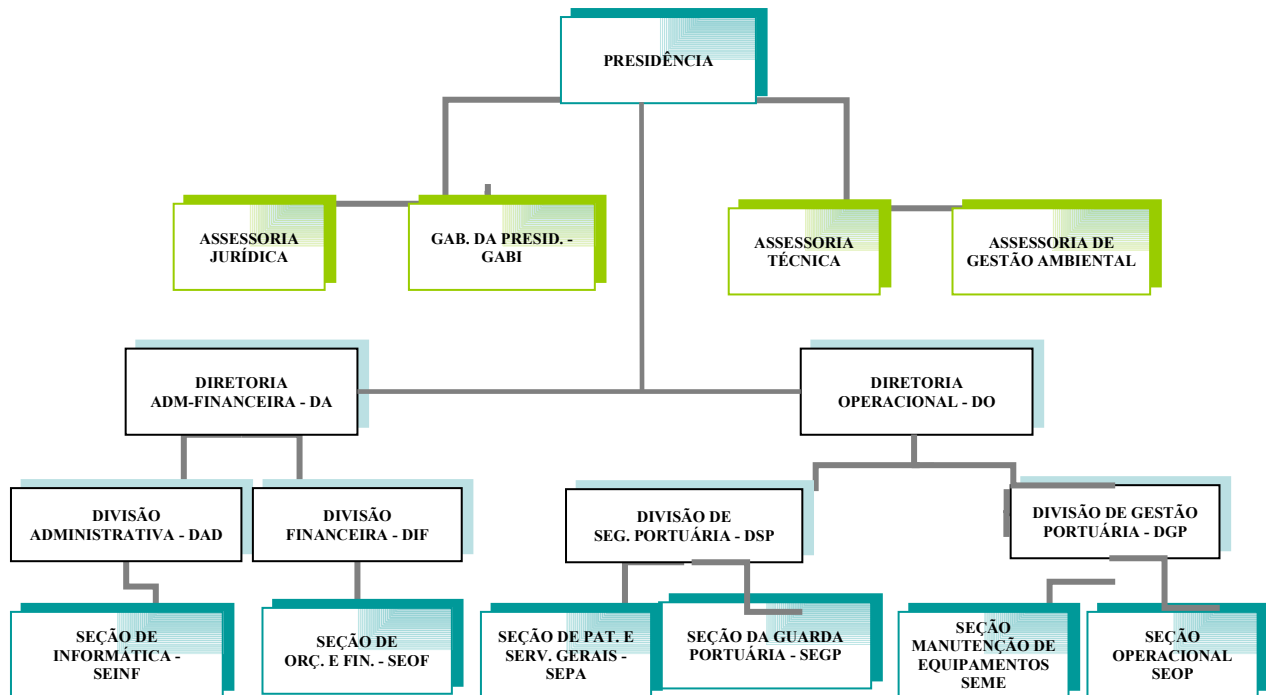 PRESIDÊNCIA
ASSESSORIA
JURÍDICA
GAB. DA PRESID. -
GABI
ASSESSORIA
TÉCNICA
ASSESSORIA DE
GESTÃO AMBIENTAL
DIRETORIA
ADM-FINANCEIRA - DA
DIRETORIA
OPERACIONAL - DO
DIVISÃO
ADMINISTRATIVA - DAD
DIVISÃO
FINANCEIRA - DIF
DIVISÃO DE
SEG. PORTUÁRIA - DSP
DIVISÃO DE GESTÃO
PORTUÁRIA - DGP
SEÇÃO DE
INFORMÁTICA -
SEINF
SEÇÃO DE
ORÇ. E FIN. - SEOF
SEÇÃO DE PAT. E
SERV. GERAIS -
SEPA
SEÇÃO DA GUARDA
PORTUÁRIA - SEGP
SEÇÃO
MANUTENÇÃO DE
EQUIPAMENTOS
SEME
SEÇÃO
OPERACIONAL
SEOP